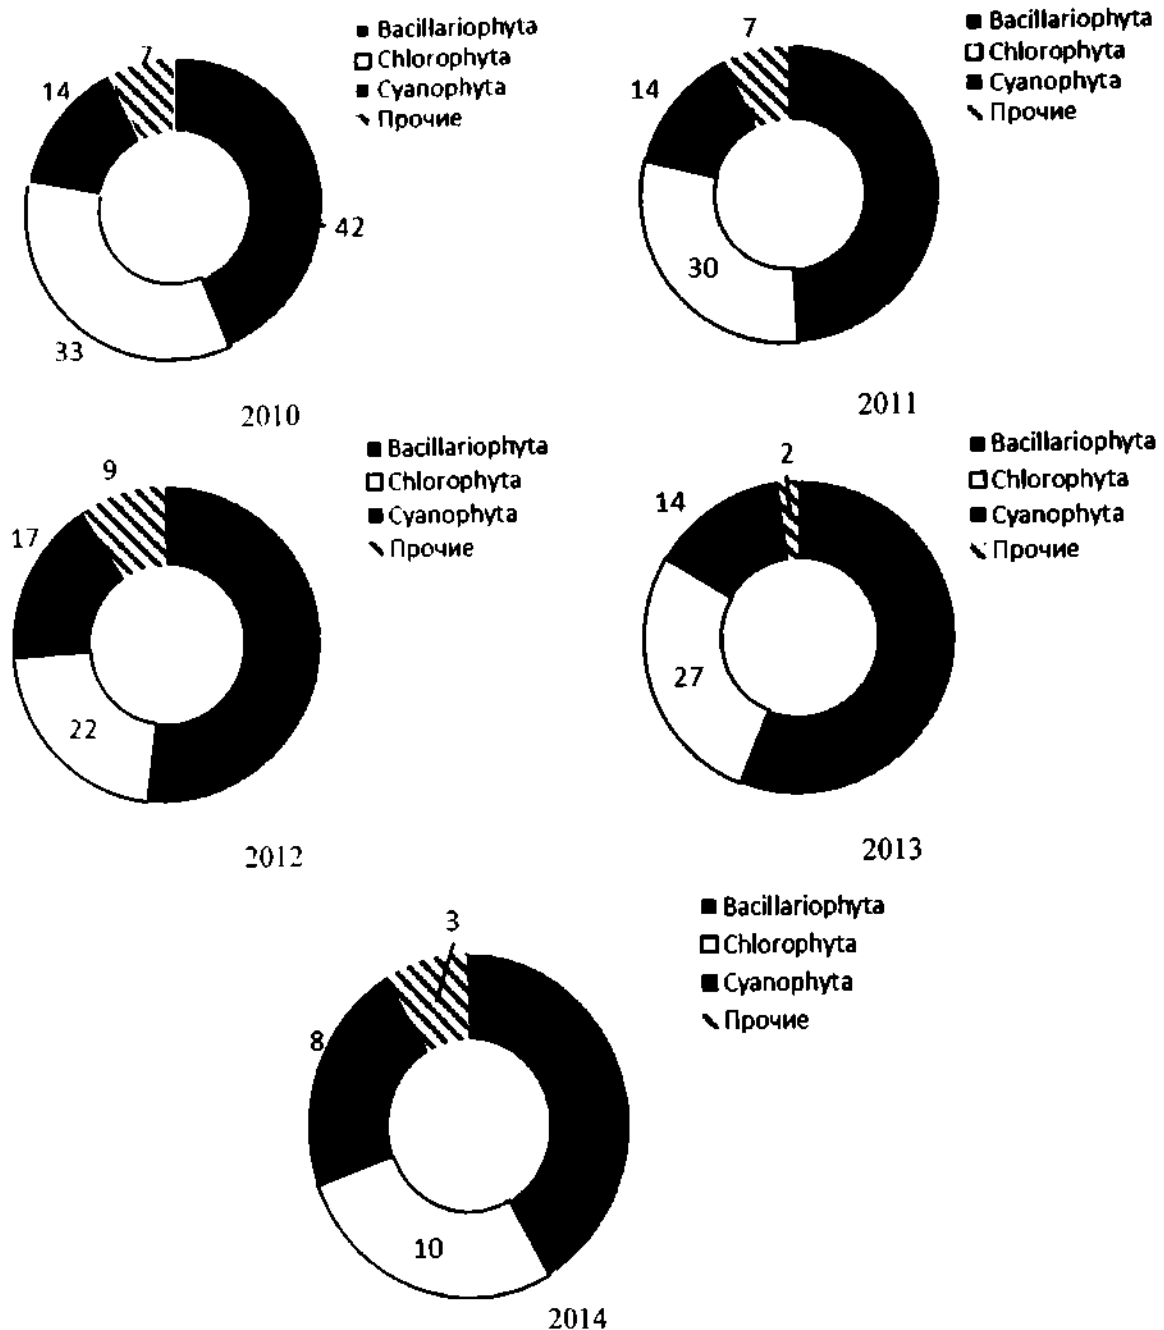 7
14
42
33
Bacillariophyta
Chlorophyta
Cyanophyta
Прочие
2010
7
14
30
Bacillariophyta
Chlorophyta
Cyanophyta
Прочие
2011
9
17
22
Bacillariophyta
Chlorophyta
Cyanophyta
Прочие
2012
2
14
27
Bacillariophyta
Chlorophyta
Cyanophyta
Прочие
2013
3
8
10
Bacillariophyta
Chlorophyta
Cyanophyta
Прочие
2014